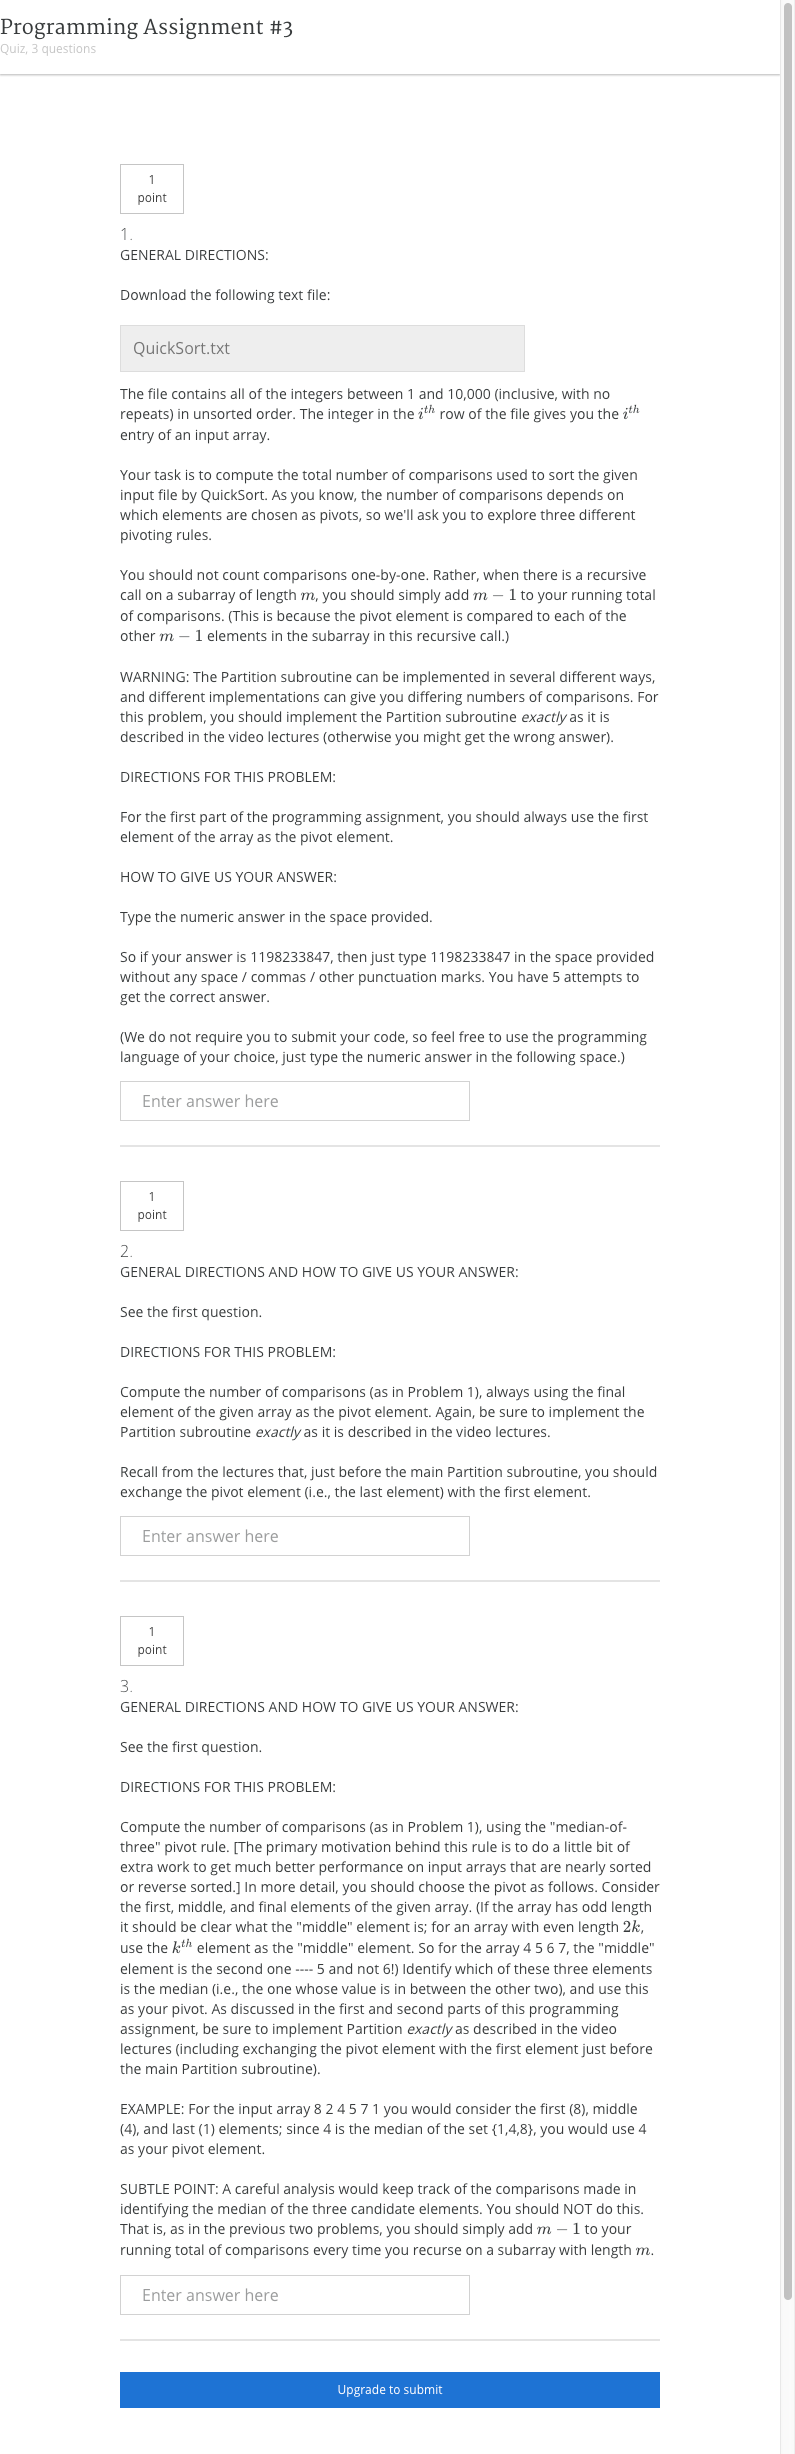 Programming Assignment #3
Quiz, 3 questions
1
point
1.
GENERAL DIRECTIONS:
Download the following text file:
QuickSort.txt
The file contains all of the integers between 1 and 10,000 (inclusive, with no
repeats) in unsorted order. The integer in the i^{th} row of the file gives you the i^{th}
entry of an input array.
Your task is to compute the total number of comparisons used to sort the given
input file by QuickSort. As you know, the number of comparisons depends on
which elements are chosen as pivots, so we'll ask you to explore three different
pivoting rules.
You should not count comparisons one-by-one. Rather, when there is a recursive
call on a subarray of length m, you should simply add m − 1 to your running total
of comparisons. (This is because the pivot element is compared to each of the
other m − 1 elements in the subarray in this recursive call.)
WARNING: The Partition subroutine can be implemented in several different ways,
and different implementations can give you differing numbers of comparisons. For
this problem, you should implement the Partition subroutine exactly as it is
described in the video lectures (otherwise you might get the wrong answer).
DIRECTIONS FOR THIS PROBLEM:
For the first part of the programming assignment, you should always use the first
element of the array as the pivot element.
HOW TO GIVE US YOUR ANSWER:
Type the numeric answer in the space provided.
So if your answer is 1198233847, then just type 1198233847 in the space provided
without any space / commas / other punctuation marks. You have 5 attempts to
get the correct answer.
(We do not require you to submit your code, so feel free to use the programming
language of your choice, just type the numeric answer in the following space.)
Enter answer here
1
point
2.
GENERAL DIRECTIONS AND HOW TO GIVE US YOUR ANSWER:
See the first question.
DIRECTIONS FOR THIS PROBLEM:
Compute the number of comparisons (as in Problem 1), always using the final
element of the given array as the pivot element. Again, be sure to implement the
Partition subroutine exactly as it is described in the video lectures.
Recall from the lectures that, just before the main Partition subroutine, you should
exchange the pivot element (i.e., the last element) with the first element.
Enter answer here
1
point
3.
GENERAL DIRECTIONS AND HOW TO GIVE US YOUR ANSWER:
See the first question.
DIRECTIONS FOR THIS PROBLEM:
Compute the number of comparisons (as in Problem 1), using the "median-of-
three" pivot rule. [The primary motivation behind this rule is to do a little bit of
extra work to get much better performance on input arrays that are nearly sorted
or reverse sorted.] In more detail, you should choose the pivot as follows. Consider
the first, middle, and final elements of the given array. (If the array has odd length
it should be clear what the "middle" element is; for an array with even length 2k,
use the k^{th} element as the "middle" element. So for the array 4 5 6 7, the "middle"
element is the second one ---- 5 and not 6!) Identify which of these three elements
is the median (i.e., the one whose value is in between the other two), and use this
as your pivot. As discussed in the first and second parts of this programming
assignment, be sure to implement Partition exactly as described in the video
lectures (including exchanging the pivot element with the first element just before
the main Partition subroutine).
EXAMPLE: For the input array 8 2 4 5 7 1 you would consider the first (8), middle
(4), and last (1) elements; since 4 is the median of the set {1,4,8}, you would use 4
as your pivot element.
SUBTLE POINT: A careful analysis would keep track of the comparisons made in
identifying the median of the three candidate elements. You should NOT do this.
That is, as in the previous two problems, you should simply add m − 1 to your
running total of comparisons every time you recurse on a subarray with length m.
Enter answer here
Upgrade to submit